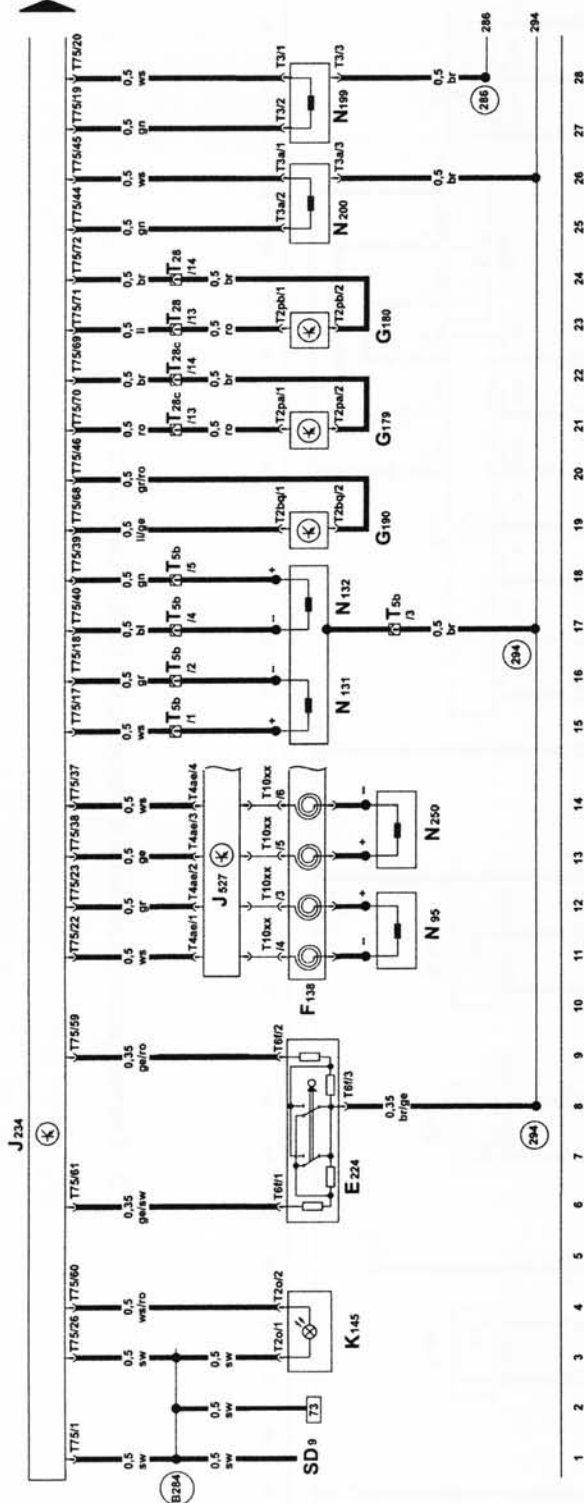 J234
T75/1 T75/26 T75/60 T75/61 T75/59 T75/22 T75/23 T75/38 T75/37 T75/17 T75/18 T75/40 T75/39 T75/68 T75/46 T75/70 T75/69 T75/71 T75/72 T75/44 T75/45 T75/19 T75/20
0,5 0,5 0,5 0,35 0,35 0,5 0,5 0,5 0,5 0,5 0,5 0,5 0,5 0,5 0,5 0,5 0,5 0,5 0,5 0,5 0,5 0,5 0,5
sw sw ws/ro ge/sw ge/ro ws gr ge ws ws gr bl gn li/ge gr/ro ro br li br gn ws gn ws
B284
T5b T5b T5b T5b T28c T28c T28 T28
/1 /2 /4 /5 /13 /14 /13 /14
T4ae/1 T4ae/2 T4ae/3 T4ae/4
J527
0,5 0,5 0,5 0,5 0,5 0,5 0,5
sw sw sw ro br ro br
T10xx T10xx T10xx T10xx
/4 /3 /5 /6
T2o/1 T2o/2 T6f/1 T6f/2 + − − + T2bq/1 T2pa/1 T2pb/1 T3a/2 T3a/1 T3/2 T3/1
SD9 73 K145 E224 F138 N131 N132 T2bq/2 T2pa/2 T2pb/2 N200 N199
T6f/3 T3a/3 T3/3
− + + −
G190 G179 G180
N95 N250
0,35
br/ge
T5b
/3
0,5 0,5 0,5
br br br
286 286
294 294 294
1 2 3 4 5 6 7 8 9 10 11 12 13 14 15 16 17 18 19 20 21 22 23 24 25 26 27 28